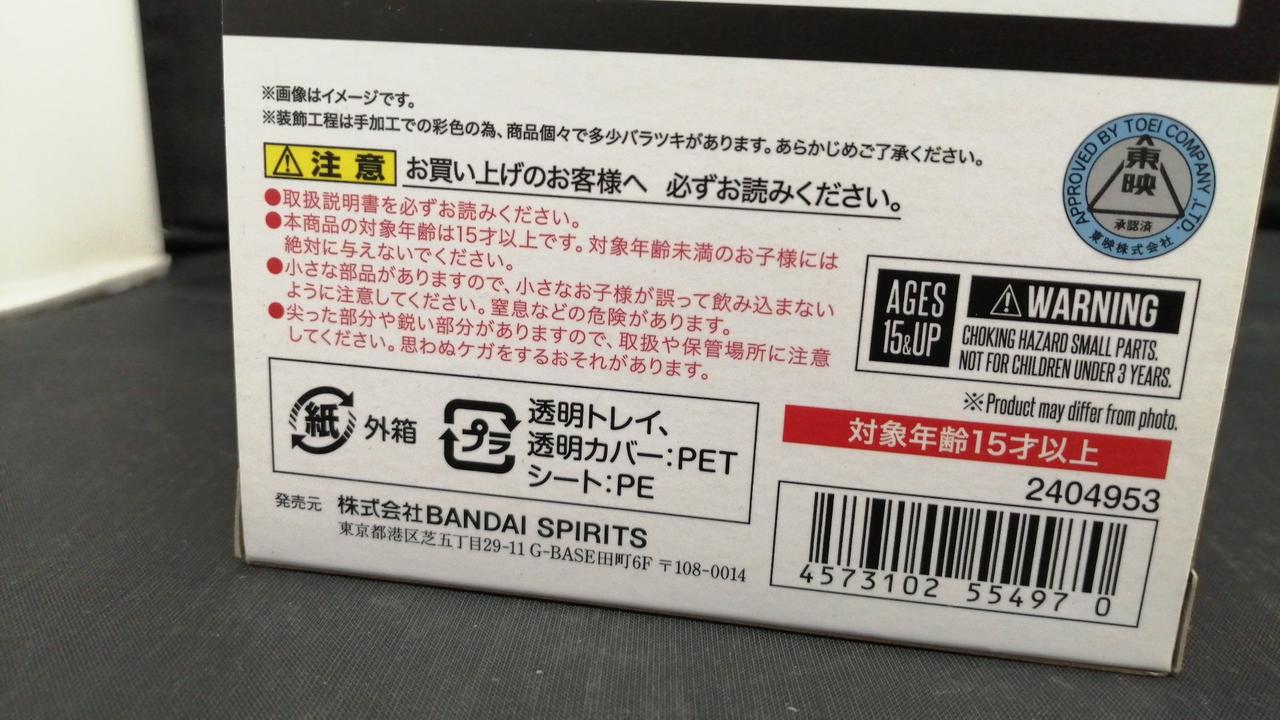 ※画像はイメージです。
※装飾工程は手加工での彩色の為、商品個々で多少バラツキがあります。あらかじめご了承ください。
注意 お買い上げのお客様へ 必ずお読みください。
●取扱説明書を必ずお読みください。
●本商品の対象年齢は15才以上です。対象年齢未満のお子様には
絶対に与えないでください。
●小さな部品がありますので、小さなお子様が誤って飲み込まない
ように注意してください。窒息などの危険があります。
●尖った部分や鋭い部分がありますので、取扱や保管場所に注意
してください。思わぬケガをするおそれがあります。
紙 外箱
プラ 透明トレイ、
透明カバー:PET
シート:PE
発売元 株式会社BANDAI SPIRITS
東京都港区芝五丁目29-11 G-BASE田町6F 〒108-0014
APPROVED BY TOEI COMPANY, LTD.
東映
承認済
東映株式会社
AGES
15&UP
WARNING
CHOKING HAZARD SMALL PARTS.
NOT FOR CHILDREN UNDER 3 YEARS.
※Product may differ from photo.
対象年齢15才以上
2404953
4573102 554970